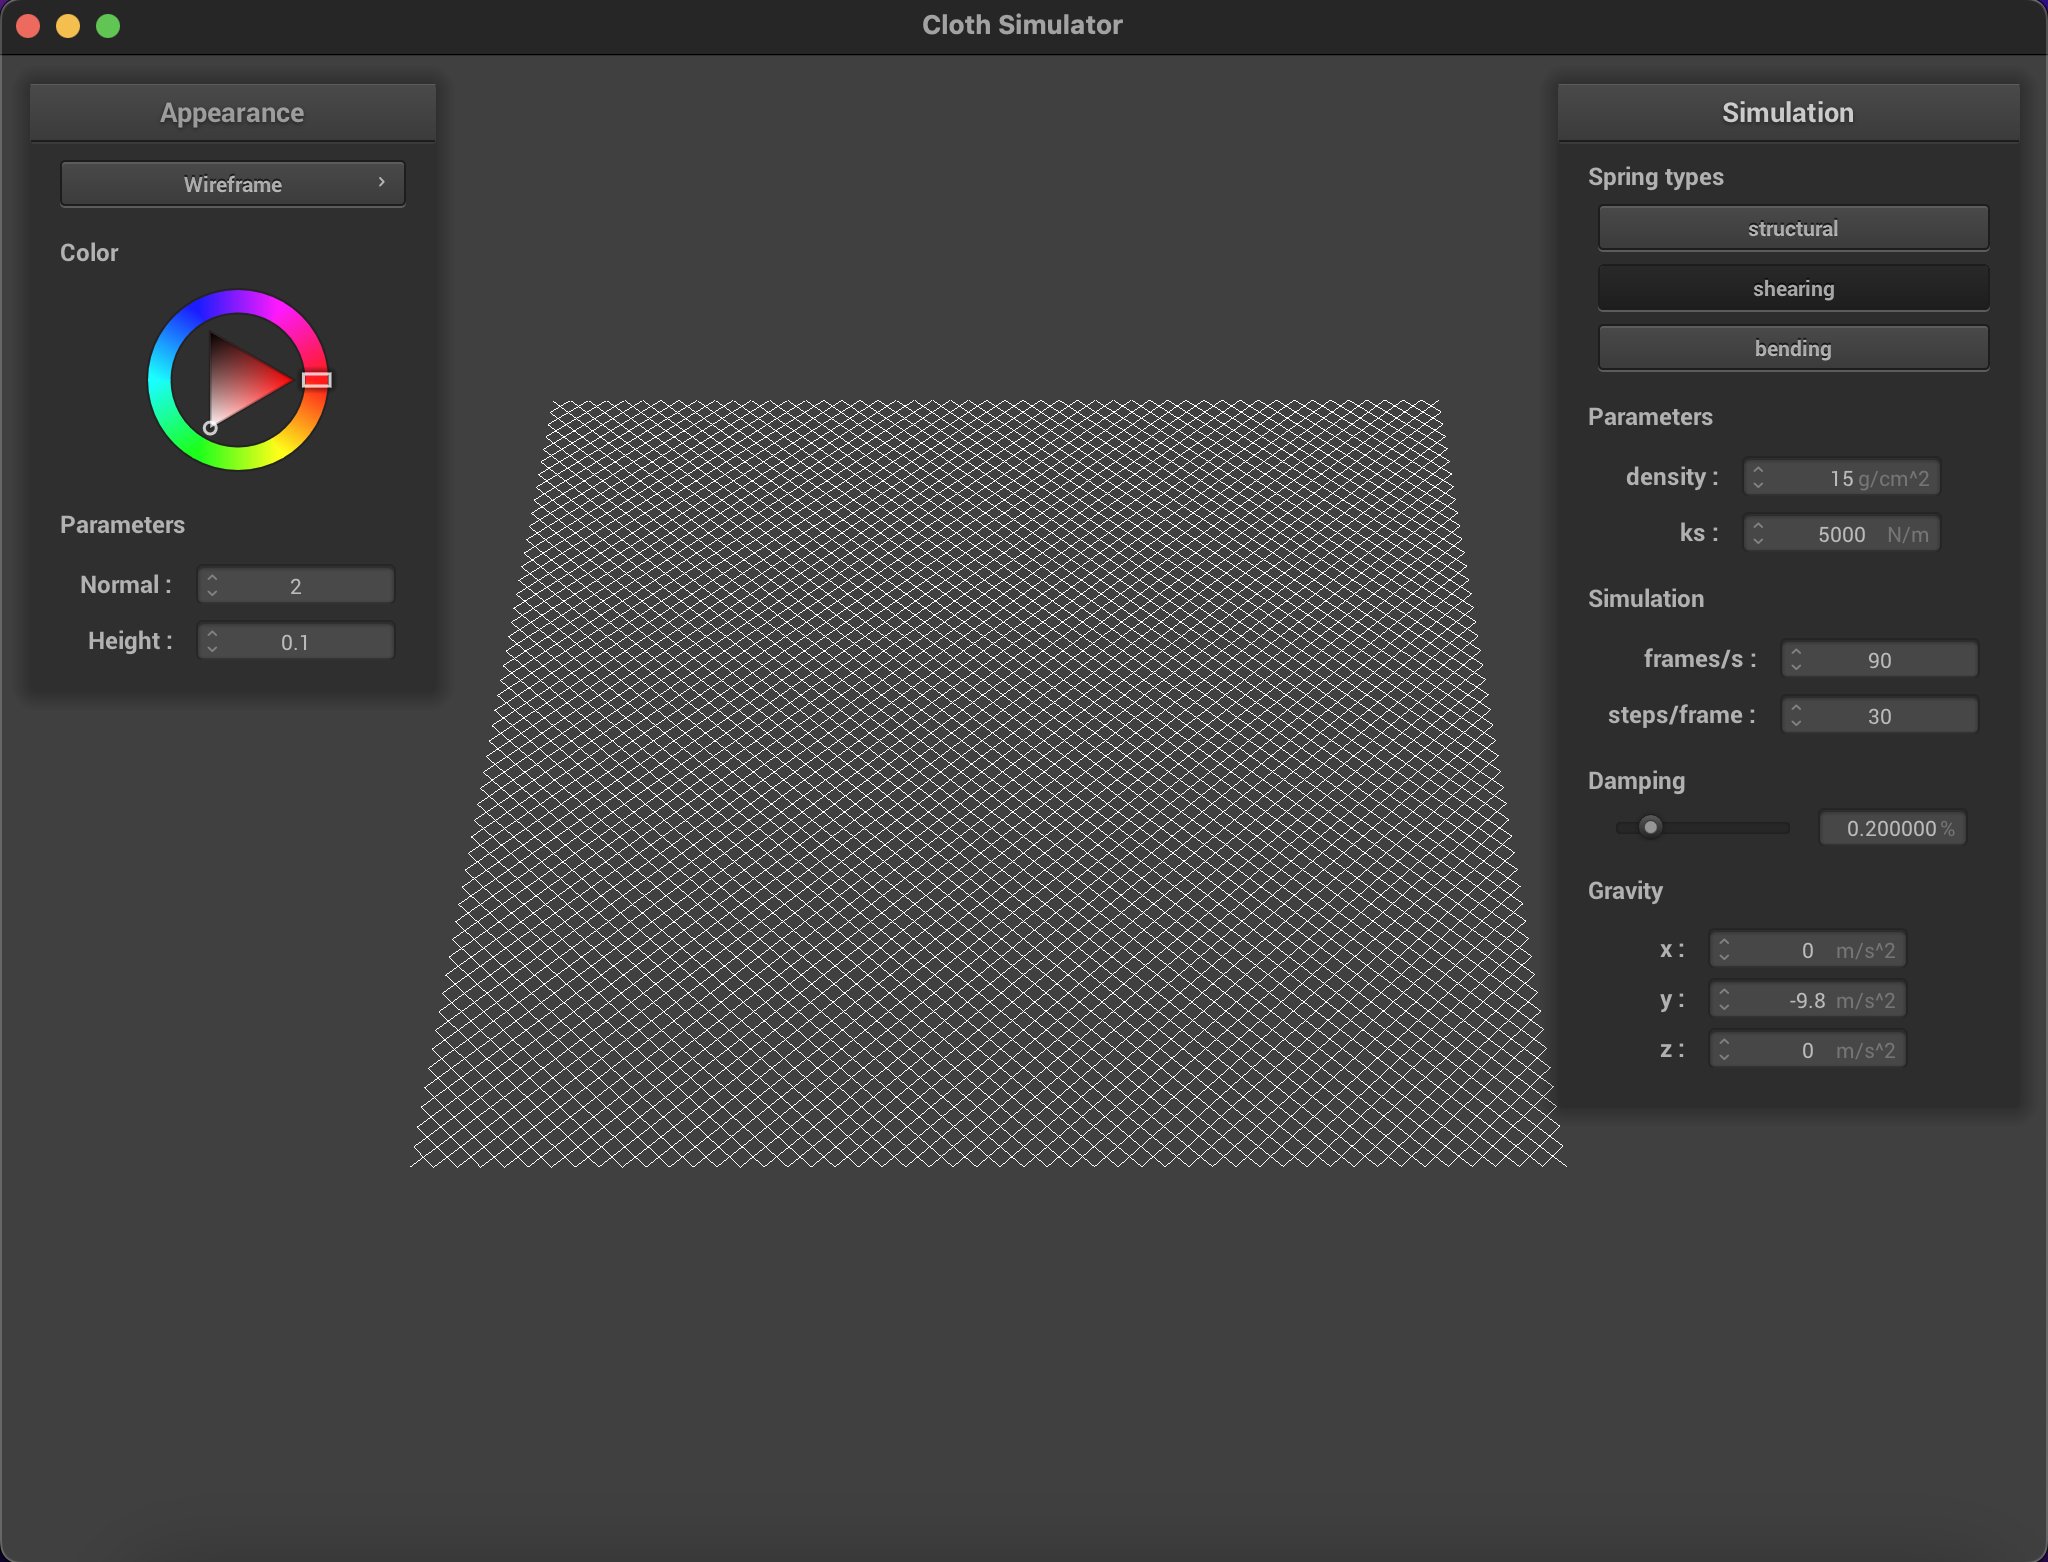 Cloth Simulator
Appearance
Wireframe
Color
Parameters
Normal : 2
Height : 0.1
Simulation
Spring types
structural
shearing
bending
Parameters
density : 15 g/cm^2
ks : 5000 N/m
Simulation
frames/s : 90
steps/frame : 30
Damping
0.200000 %
Gravity
x : 0 m/s^2
y : -9.8 m/s^2
z : 0 m/s^2